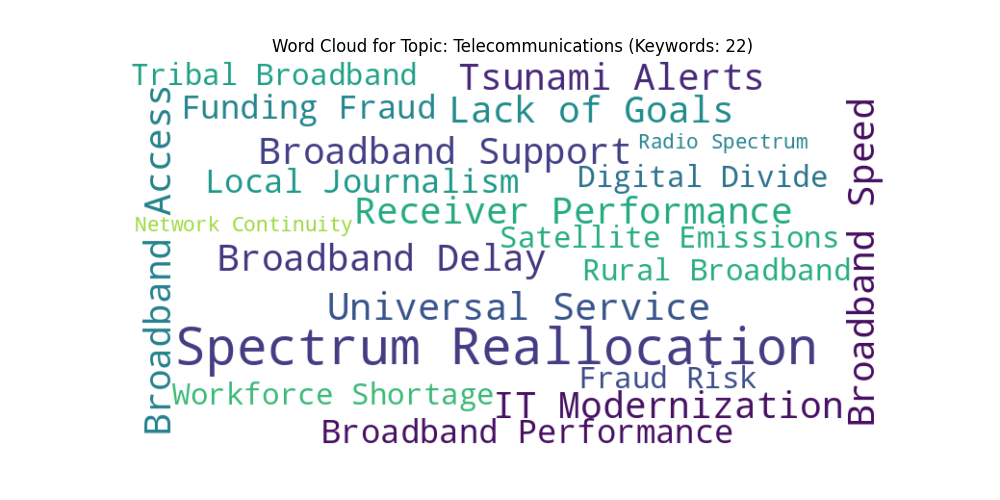 Word Cloud for Topic: Telecommunications (Keywords: 22)
Tribal Broadband
Tsunami Alerts
Funding Fraud
Lack of Goals
Broadband Support
Radio Spectrum
Local Journalism
Digital Divide
Receiver Performance
Network Continuity
Satellite Emissions
Broadband Delay
Rural Broadband
Universal Service
Spectrum Reallocation
Fraud Risk
Workforce Shortage
IT Modernization
Broadband Performance
Broadband Access
Broadband Speed